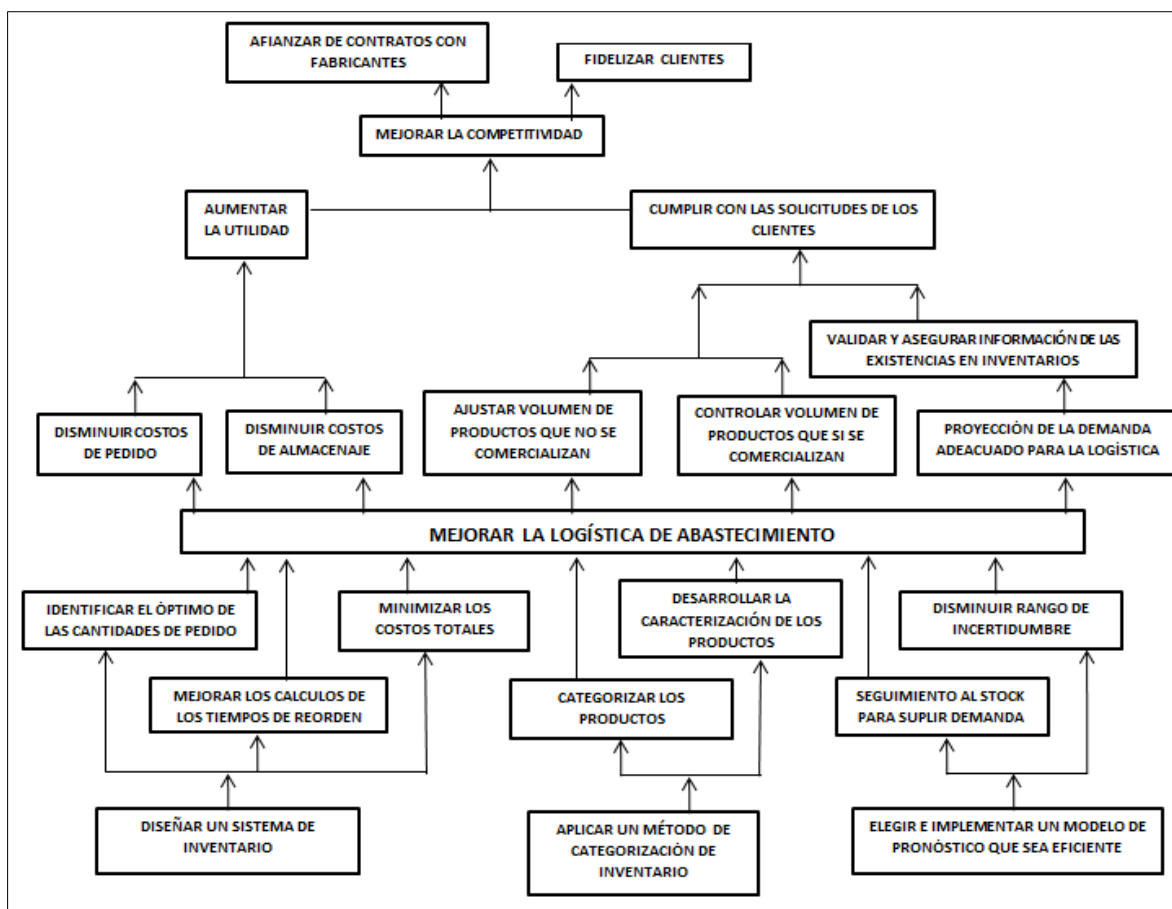 AFIANZAR DE CONTRATOS CON
FABRICANTES
FIDELIZAR CLIENTES
MEJORAR LA COMPETITIVIDAD
AUMENTAR
LA UTILIDAD
CUMPLIR CON LAS SOLICITUDES DE LOS
CLIENTES
VALIDAR Y ASEGURAR INFORMACIÓN DE LAS
EXISTENCIAS EN INVENTARIOS
DISMINUIR COSTOS
DE PEDIDO
DISMINUIR COSTOS
DE ALMACENAJE
AJUSTAR VOLUMEN DE
PRODUCTOS QUE NO SE
COMERCIALIZAN
CONTROLAR VOLUMEN DE
PRODUCTOS QUE SI SE
COMERCIALIZAN
PROYECCIÓN DE LA DEMANDA
ADEACUADO PARA LA LOGÍSTICA
MEJORAR LA LOGÍSTICA DE ABASTECIMIENTO
IDENTIFICAR EL ÓPTIMO DE
LAS CANTIDADES DE PEDIDO
MINIMIZAR LOS
COSTOS TOTALES
DESARROLLAR LA
CARACTERIZACIÓN DE LOS
PRODUCTOS
DISMINUIR RANGO DE
INCERTIDUMBRE
MEJORAR LOS CALCULOS DE
LOS TIEMPOS DE REORDEN
CATEGORIZAR LOS
PRODUCTOS
SEGUIMIENTO AL STOCK
PARA SUPLIR DEMANDA
DISEÑAR UN SISTEMA DE
INVENTARIO
APLICAR UN MÉTODO DE
CATEGORIZACIÓN DE
INVENTARIO
ELEGIR E IMPLEMENTAR UN MODELO DE
PRONÓSTICO QUE SEA EFICIENTE